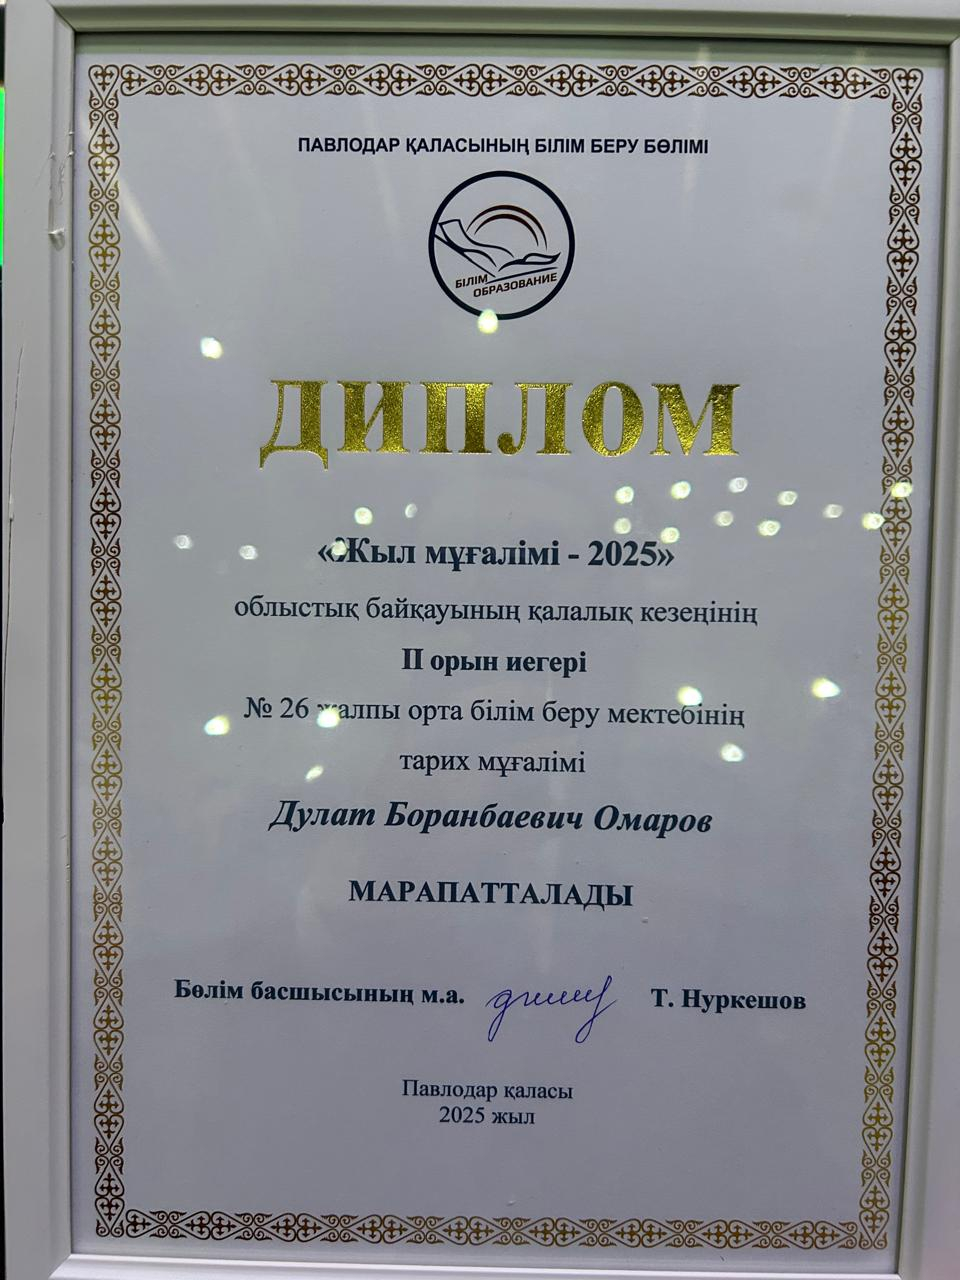 ПАВЛОДАР ҚАЛАСЫНЫҢ БІЛІМ БЕРУ БӨЛІМІ
БІЛІМ
ОБРАЗОВАНИЕ
ДИПЛОМ
«Жыл мұғалімі - 2025»
облыстық байқауының қалалық кезеңінің
II орын иегері
№ 26 жалпы орта білім беру мектебінің
тарих мұғалімі
Дулат Боранбаевич Омаров
МАРАПАТТАЛАДЫ
Бөлім басшысының м.а. Т. Нуркешов
Павлодар қаласы
2025 жыл